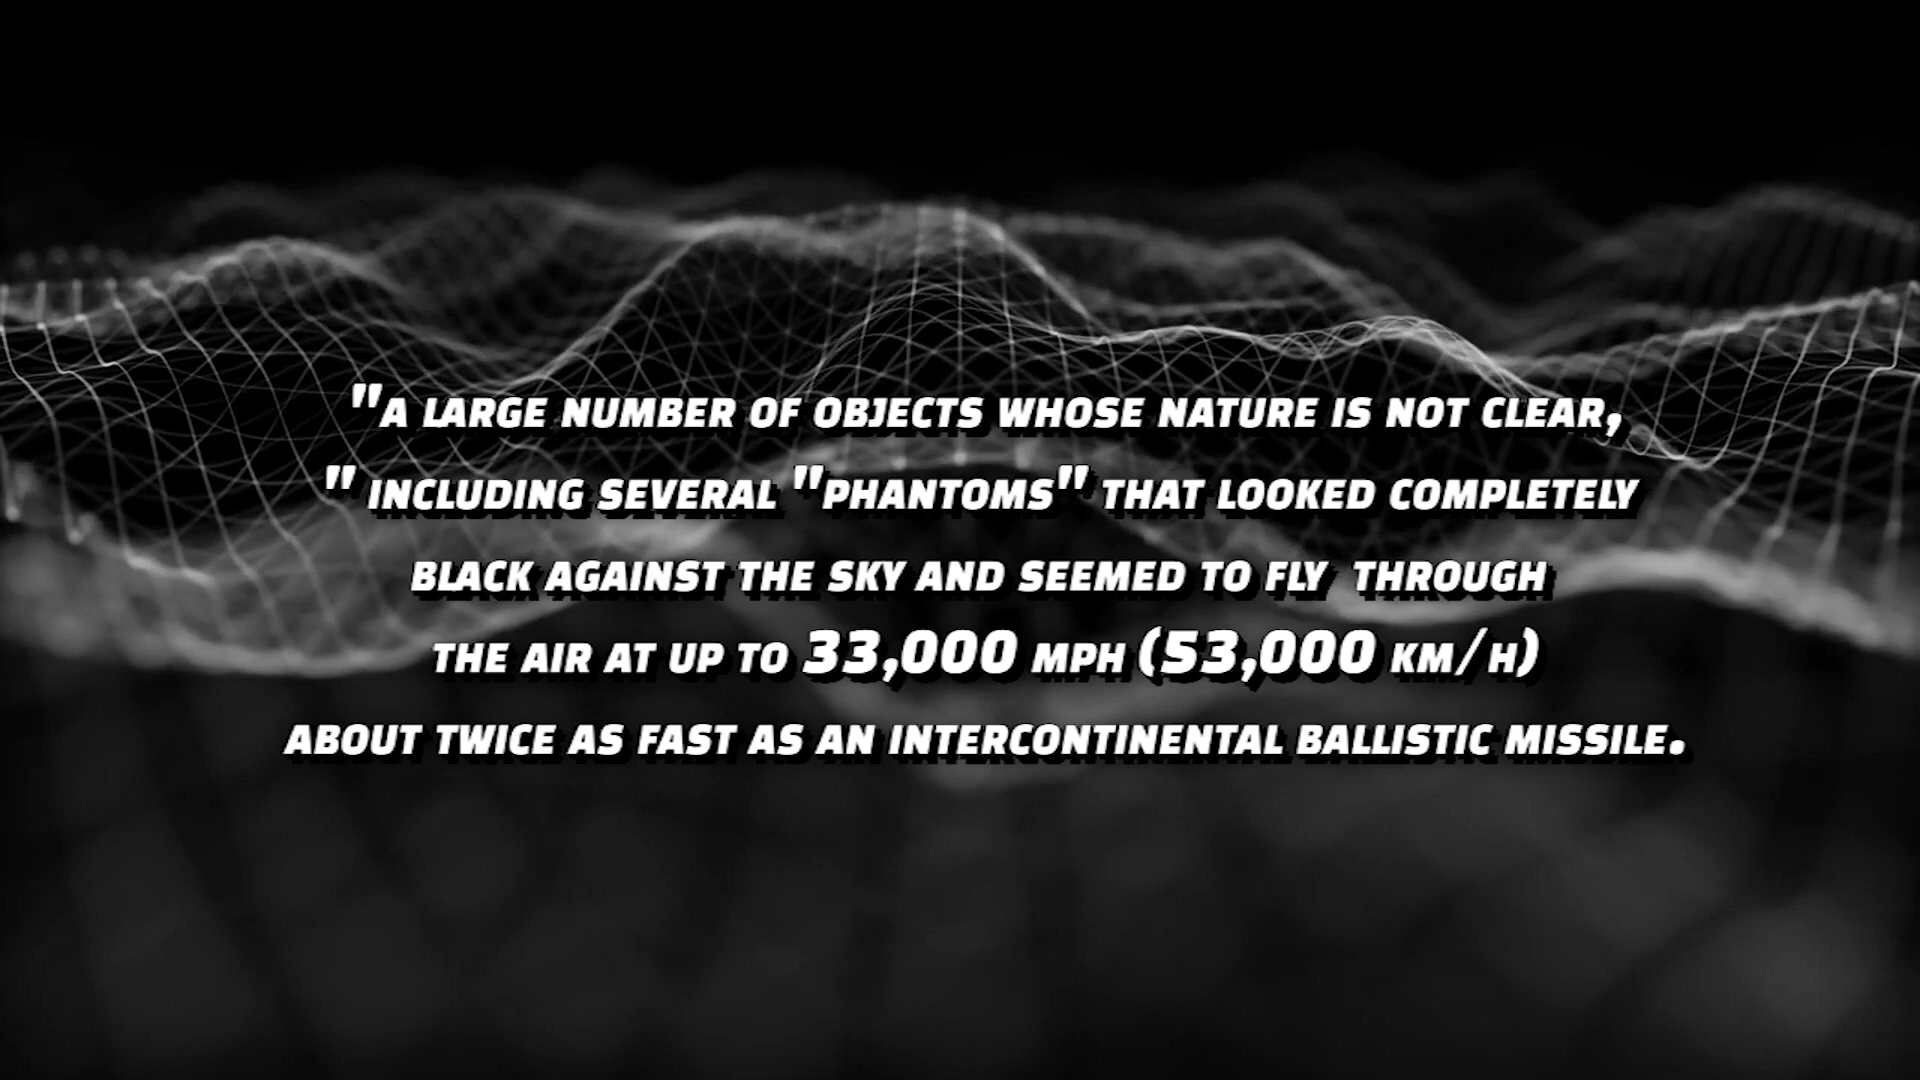 "A LARGE NUMBER OF OBJECTS WHOSE NATURE IS NOT CLEAR,
" INCLUDING SEVERAL "PHANTOMS" THAT LOOKED COMPLETELY
BLACK AGAINST THE SKY AND SEEMED TO FLY THROUGH
THE AIR AT UP TO 33,000 MPH (53,000 KM/H)
ABOUT TWICE AS FAST AS AN INTERCONTINENTAL BALLISTIC MISSILE.